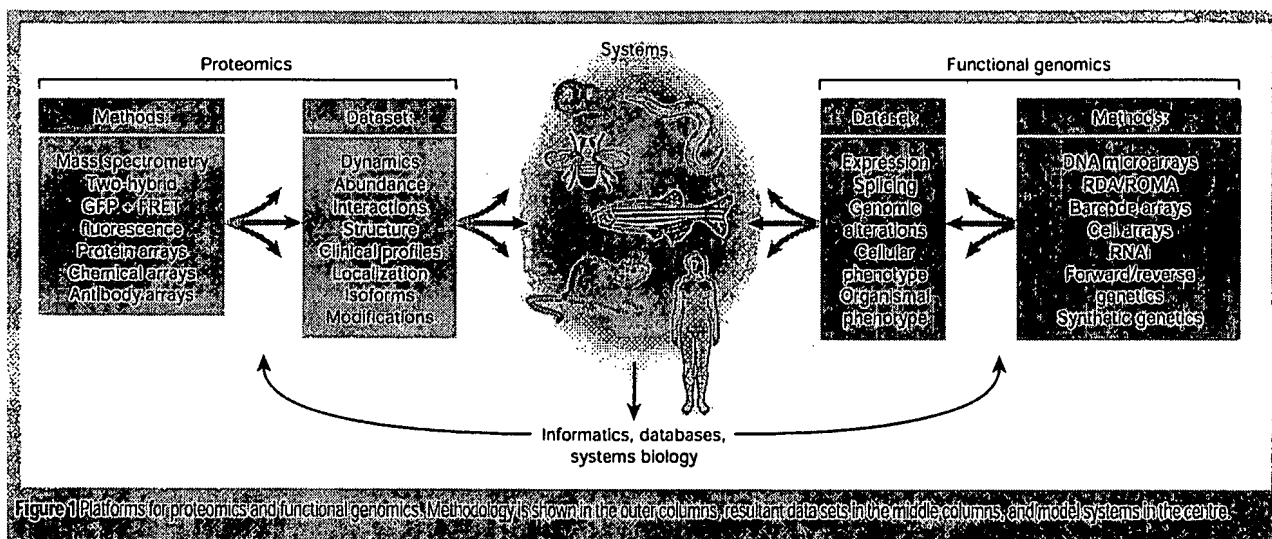 Systems
Proteomics
Functional genomics
Methods:
Mass spectrometry
Two-hybrid
GFP + FRET
fluorescence
Protein arrays
Chemical arrays
Antibody arrays
Dataset:
Dynamics
Abundance
Interactions
Structure
Clinical profiles
Localization
Isoforms
Modifications
Dataset:
Expression
Splicing
Genomic
alterations
Cellular
phenotype
Organismal
phenotype
Methods:
DNA microarrays
RDA/ROMA
Barcode arrays
Cell arrays
RNAi
Forward/reverse
genetics
Synthetic genetics
Informatics, databases,
systems biology
Figure 1 Platforms for proteomics and functional genomics. Methodology is shown in the outer columns, resultant data sets in the middle columns, and model systems in the centre.